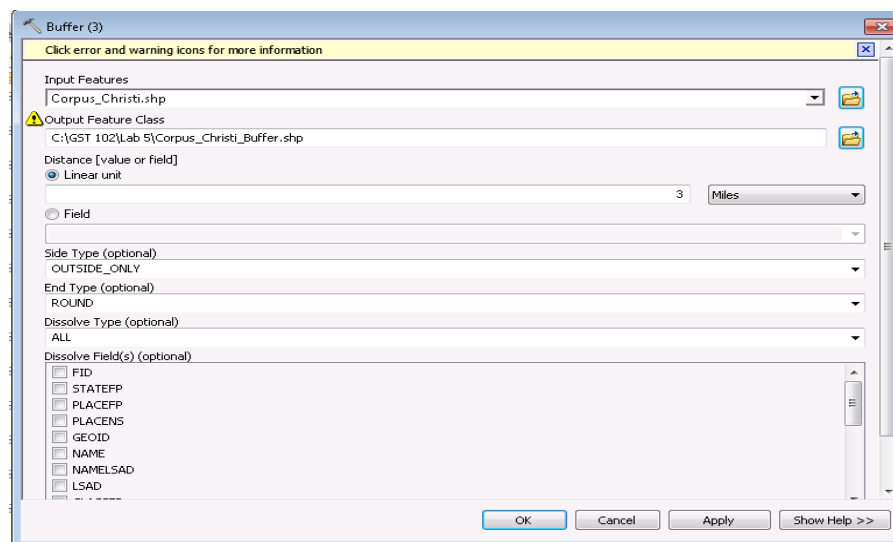 Buffer (3)
Click error and warning icons for more information
Input Features
Corpus_Christi.shp
Output Feature Class
C:\GST 102\Lab 5\Corpus_Christi_Buffer.shp
Distance [value or field]
Linear unit
3 Miles
Field
Side Type (optional)
OUTSIDE_ONLY
End Type (optional)
ROUND
Dissolve Type (optional)
ALL
Dissolve Field(s) (optional)
FID
STATEFP
PLACEFP
PLACENS
GEOID
NAME
NAMELSAD
LSAD
OK Cancel Apply Show Help >>